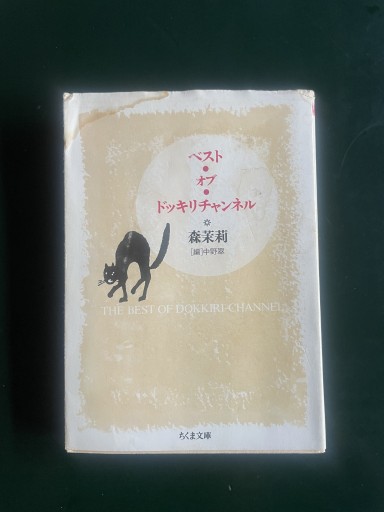 ベスト
・
オブ
・
ドッキリチャンネル
森茉莉
[編]中野翠
THE BEST OF DOKKIRI-CHANNEL
ちくま文庫